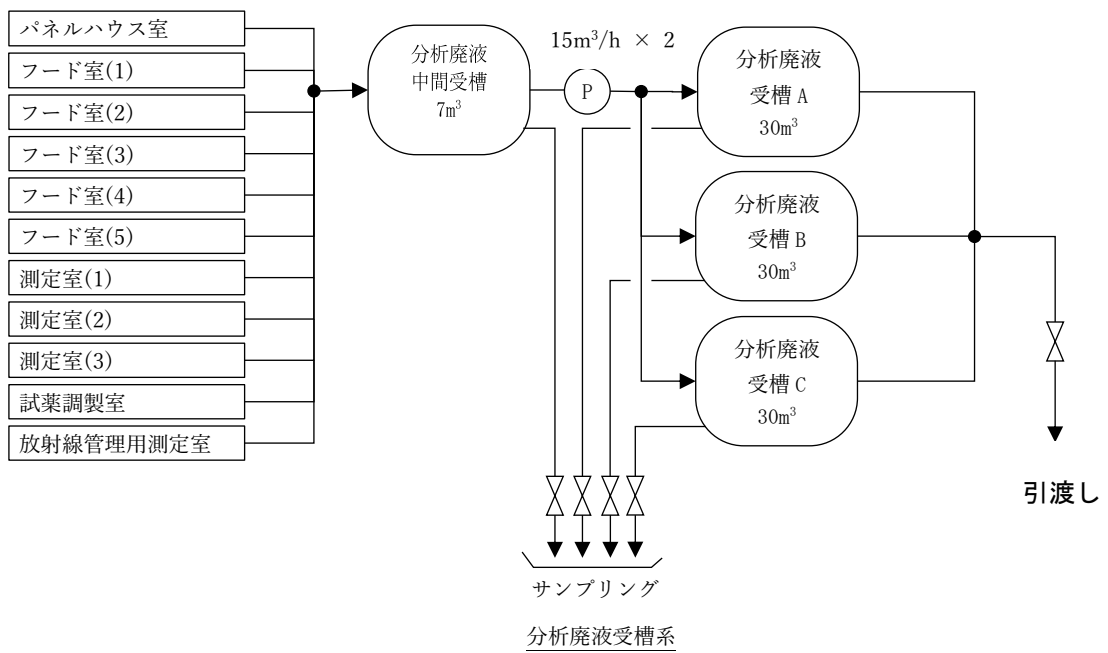 パネルハウス室
フード室(1)
フード室(2)
フード室(3)
フード室(4)
フード室(5)
測定室(1)
測定室(2)
測定室(3)
試薬調製室
放射線管理用測定室
分析廃液
中間受槽
7m³
15m³/h × 2
P
分析廃液
受槽 A
30m³
分析廃液
受槽 B
30m³
分析廃液
受槽 C
30m³
引渡し
サンプリング
分析廃液受槽系